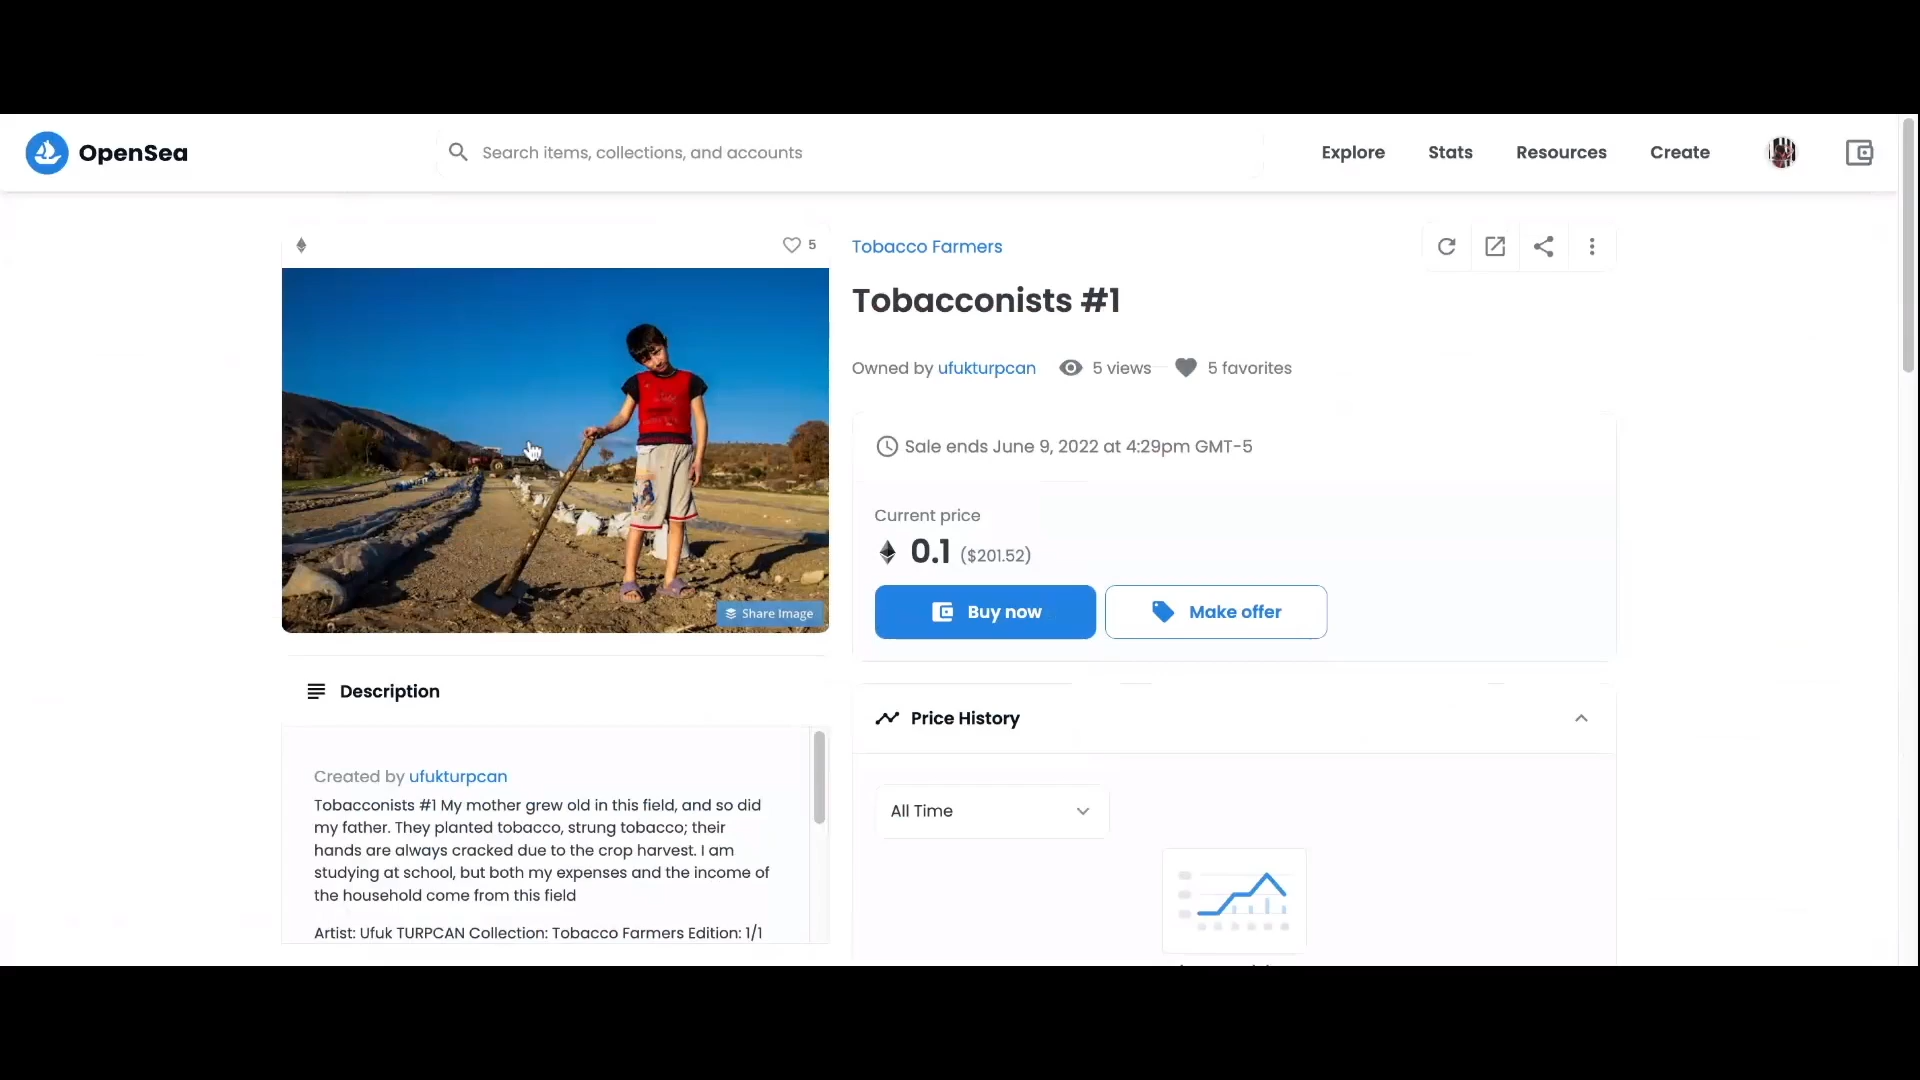 OpenSea
Search items, collections, and accounts
Explore
Stats
Resources
Create
5
Tobacco Farmers
Tobacconists #1
Owned by ufukturpcan
5 views
5 favorites
Sale ends June 9, 2022 at 4:29pm GMT-5
Current price
0.1 ($201.52)
Buy now
Make offer
Share Image
Description
Created by ufukturpcan
Tobacconists #1 My mother grew old in this field, and so did
my father. They planted tobacco, strung tobacco; their
hands are always cracked due to the crop harvest. I am
studying at school, but both my expenses and the income of
the household come from this field
Artist: Ufuk TURPCAN Collection: Tobacco Farmers Edition: 1/1
Price History
All Time